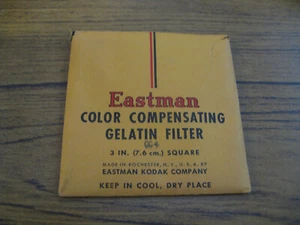 Eastman
COLOR COMPENSATING
GELATIN FILTER
3 IN. (7.6 cm.) SQUARE
MADE IN ROCHESTER, N. Y., U. S. A. BY
EASTMAN KODAK COMPANY
KEEP IN COOL, DRY PLACE